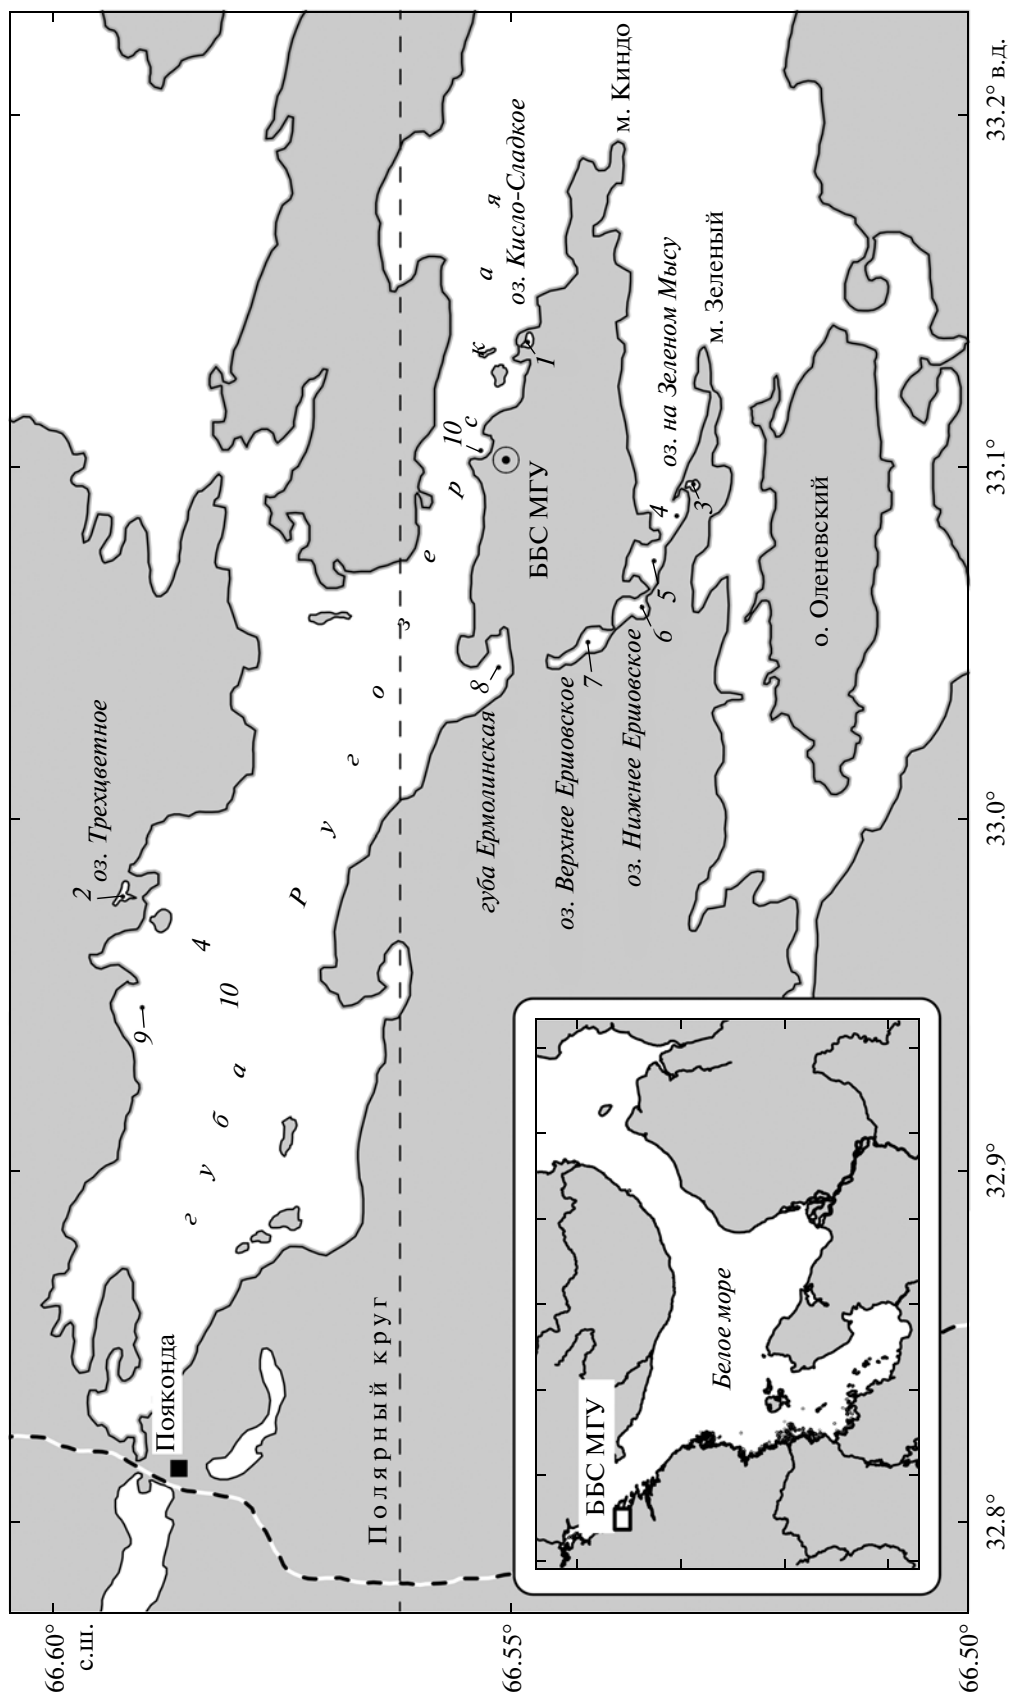 66.60°
с.ш.
66.55°
66.50°
32.8°
32.9°
33.0°
33.1°
33.2° в.д.
2
оз. Трехцветное
9
4
10
г у б а
Р у г о з е р с к а я
Пояконда
Полярный круг
10
оз. Кисло-Сладкое
1
ББС МГУ
м. Киндо
8
губа Ермолинская
оз. Верхнее Ершовское
7
оз. Нижнее Ершовское
6
5
4
оз. на Зеленом Мысу
3
м. Зеленый
о. Оленевский
ББС МГУ
Белое море